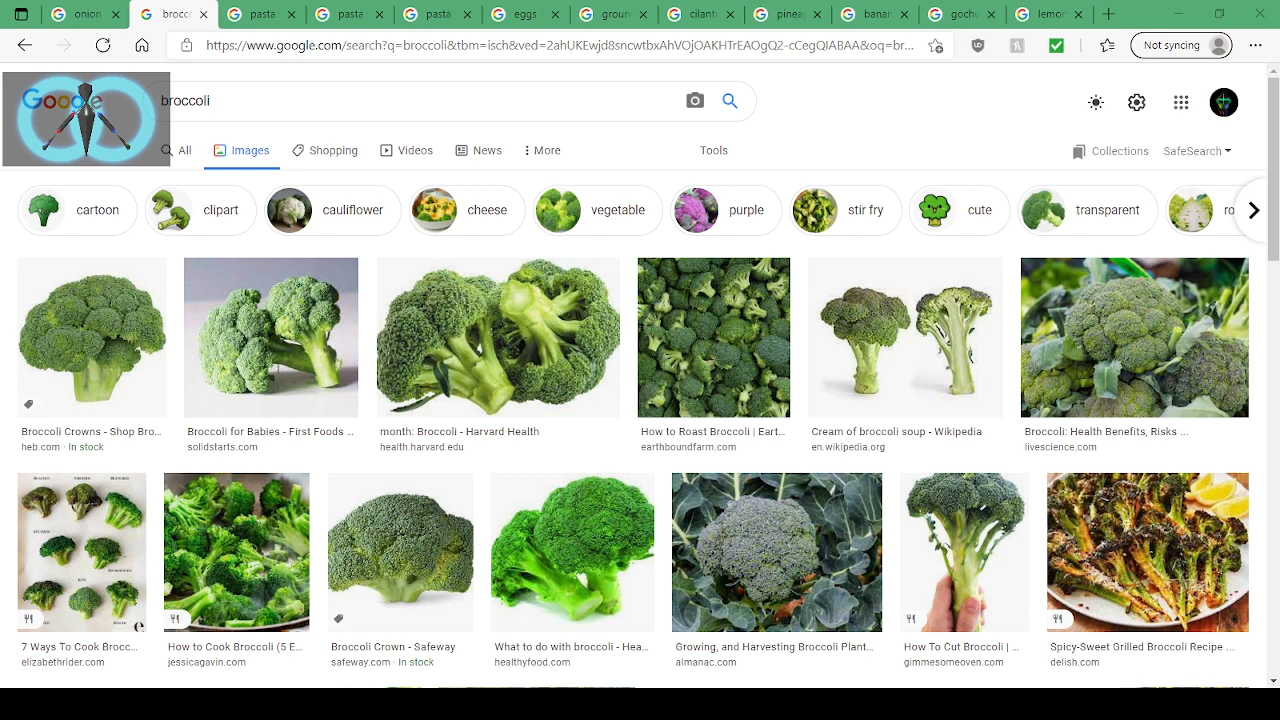 onion
brocc
pasta
pasta
pasta
eggs -
groun
cilant
pinea
banan
gochu
lemon
https://www.google.com/search?q=broccoli&tbm=isch&ved=2ahUKEwjd8srcwtbxAhVOjOAKHTrEAOgQ2-cCegQIABAA&oq=br...
Not syncing
Google
broccoli
All
Images
Shopping
Videos
News
More
Tools
Collections
SafeSearch
cartoon
clipart
cauliflower
cheese
vegetable
purple
stir fry
cute
transparent
ro
Broccoli Crowns - Shop Bro...
heb.com · In stock
Broccoli for Babies - First Foods ...
solidstarts.com
month: Broccoli - Harvard Health
health.harvard.edu
How to Roast Broccoli | Eart...
earthboundfarm.com
Cream of broccoli soup - Wikipedia
en.wikipedia.org
Broccoli: Health Benefits, Risks ...
livescience.com
7 Ways To Cook Brocc...
elizabethrider.com
How to Cook Broccoli (5 E...
jessicagavin.com
Broccoli Crown - Safeway
safeway.com · In stock
What to do with broccoli - Hea...
healthyfood.com
Growing, and Harvesting Broccoli Plant...
almanac.com
How To Cut Broccoli | ...
gimmesomeoven.com
Spicy-Sweet Grilled Broccoli Recipe ...
delish.com